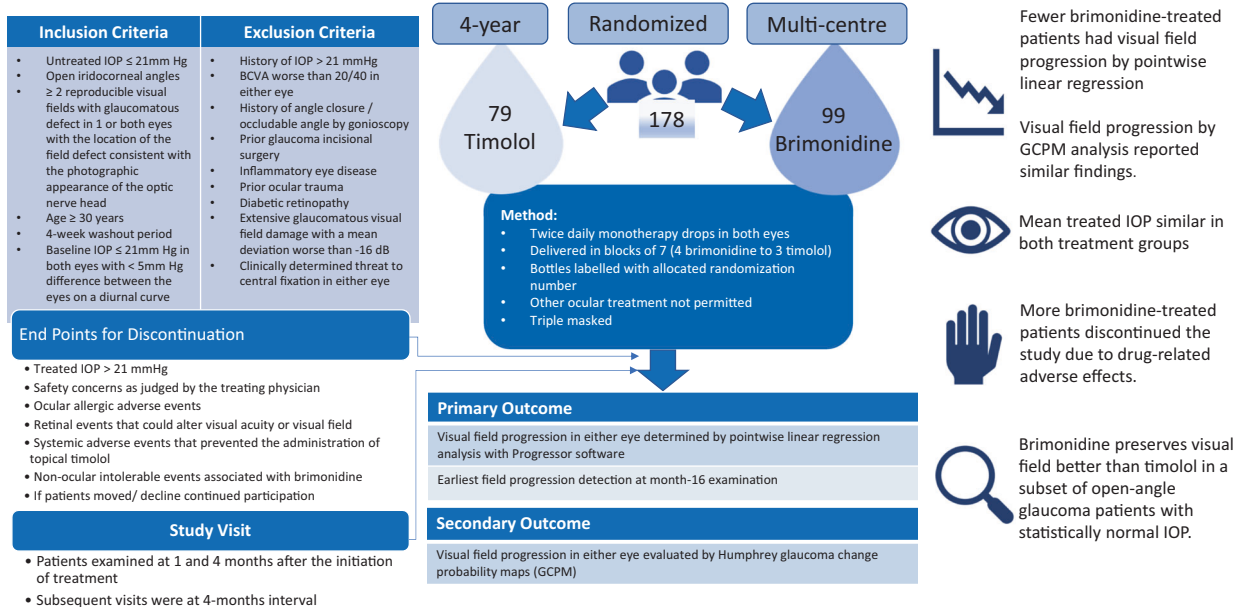 Inclusion Criteria
• Untreated IOP ≤ 21mm Hg
• Open iridocorneal angles
• ≥ 2 reproducible visual
fields with glaucomatous
defect in 1 or both eyes
with the location of the
field defect consistent with
the photographic
appearance of the optic
nerve head
• Age ≥ 30 years
• 4-week washout period
• Baseline IOP ≤ 21mm Hg in
both eyes with < 5mm Hg
difference between the
eyes on a diurnal curve
Exclusion Criteria
• History of IOP > 21 mmHg
• BCVA worse than 20/40 in
either eye
• History of angle closure /
occludable angle by gonioscopy
• Prior glaucoma incisional
surgery
• Inflammatory eye disease
• Prior ocular trauma
• Diabetic retinopathy
• Extensive glaucomatous visual
field damage with a mean
deviation worse than -16 dB
• Clinically determined threat to
central fixation in either eye
End Points for Discontinuation
• Treated IOP > 21 mmHg
• Safety concerns as judged by the treating physician
• Ocular allergic adverse events
• Retinal events that could alter visual acuity or visual field
• Systemic adverse events that prevented the administration of
topical timolol
• Non-ocular intolerable events associated with brimonidine
• If patients moved/ decline continued participation
Study Visit
• Patients examined at 1 and 4 months after the initiation
of treatment
• Subsequent visits were at 4-months interval
4-year
Randomized
Multi-centre
79
Timolol
178
99
Brimonidine
Method:
• Twice daily monotherapy drops in both eyes
• Delivered in blocks of 7 (4 brimonidine to 3 timolol)
• Bottles labelled with allocated randomization
number
• Other ocular treatment not permitted
• Triple masked
Primary Outcome
Visual field progression in either eye determined by pointwise linear regression
analysis with Progressor software
Earliest field progression detection at month-16 examination
Secondary Outcome
Visual field progression in either eye evaluated by Humphrey glaucoma change
probability maps (GCPM)
Fewer brimonidine-treated
patients had visual field
progression by pointwise
linear regression
Visual field progression by
GCPM analysis reported
similar findings.
Mean treated IOP similar in
both treatment groups
More brimonidine-treated
patients discontinued the
study due to drug-related
adverse effects.
Brimonidine preserves visual
field better than timolol in a
subset of open-angle
glaucoma patients with
statistically normal IOP.